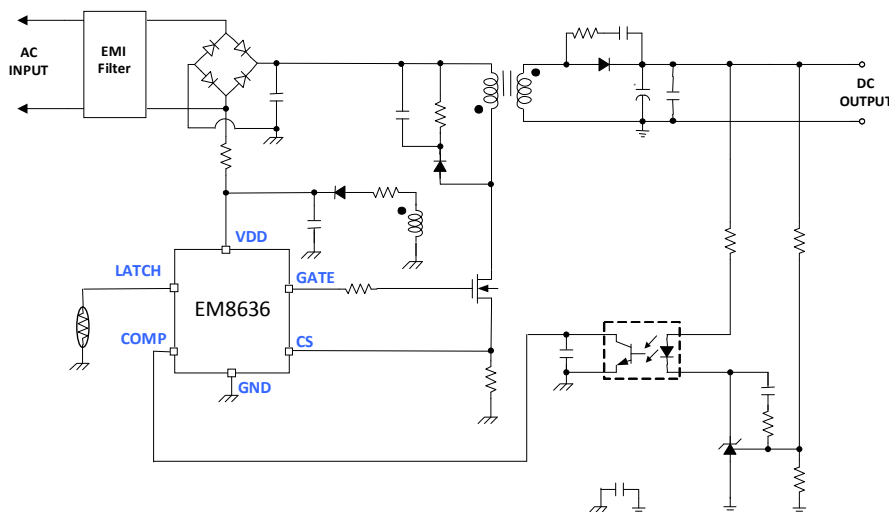 AC
INPUT
EMI
Filter
DC
OUTPUT
VDD
LATCH
GATE
EM8636
COMP
CS
GND